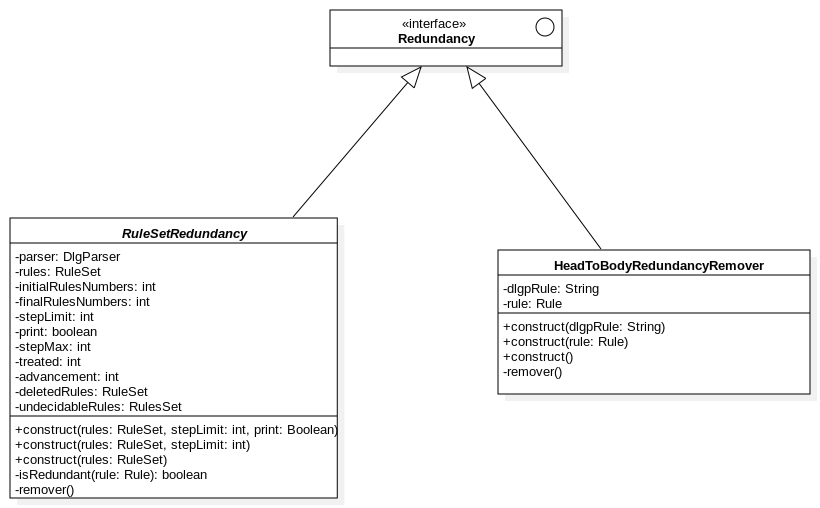 «interface»
Redundancy
RuleSetRedundancy
-parser: DlgParser
-rules: RuleSet
-initialRulesNumbers: int
-finalRulesNumbers: int
-stepLimit: int
-print: boolean
-stepMax: int
-treated: int
-advancement: int
-deletedRules: RuleSet
-undecidableRules: RulesSet
+construct(rules: RuleSet, stepLimit: int, print: Boolean)
+construct(rules: RuleSet, stepLimit: int)
+construct(rules: RuleSet)
-isRedundant(rule: Rule): boolean
-remover()
HeadToBodyRedundancyRemover
-dlgpRule: String
-rule: Rule
+construct(dlgpRule: String)
+construct(rule: Rule)
+construct()
-remover()